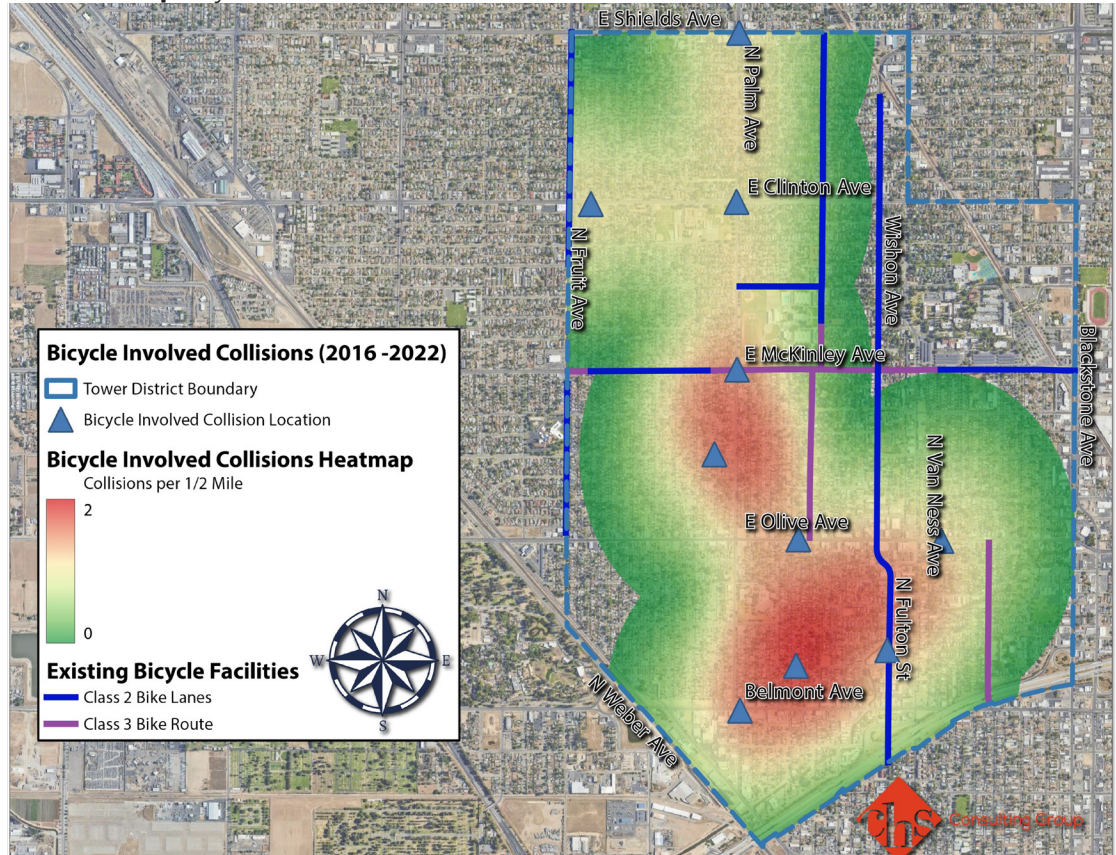 E Shields Ave
N Palm Ave
E Clinton Ave
N Fruit Ave
Wishon Ave
E McKinley Ave
Blackstone Ave
N Van Ness Ave
E Olive Ave
N Fulton St
Belmont Ave
N Weber Ave
Bicycle Involved Collisions (2016 -2022)
Tower District Boundary
Bicycle Involved Collision Location
Bicycle Involved Collisions Heatmap
Collisions per 1/2 Mile
2
0
N
W
E
S
Existing Bicycle Facilities
Class 2 Bike Lanes
Class 3 Bike Route
chs
Consulting Group